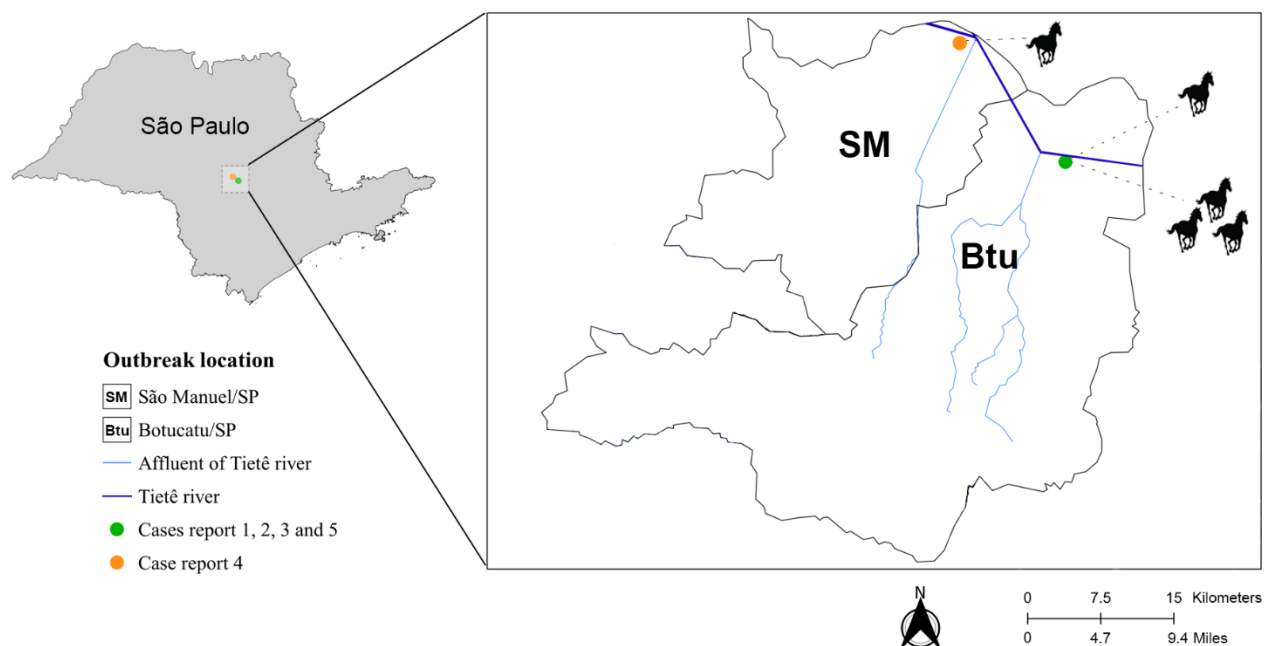 São Paulo
SM
Btu
Outbreak location
SM São Manuel/SP
Btu Botucatu/SP
Affluent of Tietê river
Tietê river
Cases report 1, 2, 3 and 5
Case report 4
N
0 7.5 15 Kilometers
0 4.7 9.4 Miles